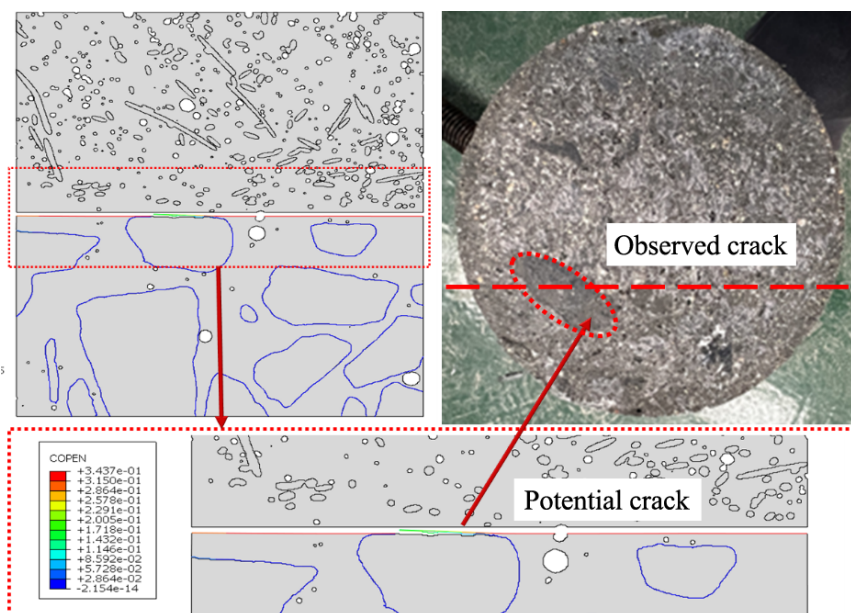 Observed crack
s
COPEN
+3.437e-01
+3.150e-01
+2.864e-01
+2.578e-01
+2.291e-01
+2.005e-01
+1.718e-01
+1.432e-01
+1.146e-01
+8.592e-02
+5.728e-02
+2.864e-02
-2.154e-14
Potential crack